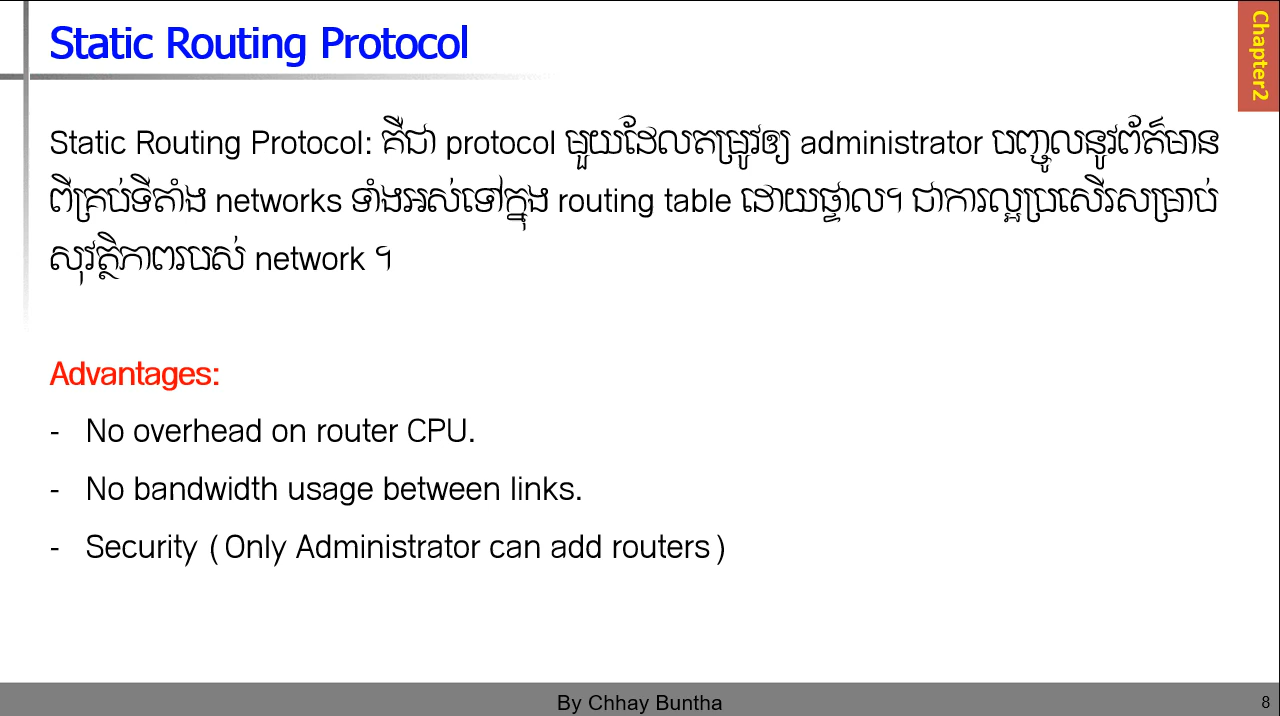 Static Routing Protocol
Chapter2
Static Routing Protocol: គឺជា protocol មួយដែលតម្រូវឲ្យ administrator បញ្ចូលនូវព័ត៌មាន
ពីគ្រប់ទីតាំង networks ទាំងអស់ទៅក្នុង routing table ដោយផ្ទាល។ ជាការល្អប្រសើរសម្រាប់
សុវត្ថិភាពរបស់ network ។
Advantages:
- No overhead on router CPU.
- No bandwidth usage between links.
- Security (Only Administrator can add routers)
By Chhay Buntha
8